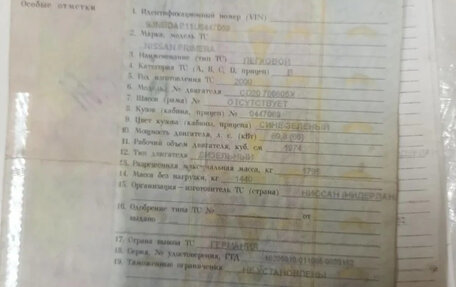 Особые отметки
1. Идентификационный номер (VIN)
2. Марка, модель ТС
NISSAN PRIMERA
3. Наименование (тип ТС) ЛЕГКОВОЙ
4. Категория ТС (A, B, C, D, прицеп) B
5. Год изготовления ТС 2000
6. Модель, № двигателя
7. Шасси (рама) № ОТСУТСТВУЕТ
8. Кузов (кабина, прицеп) № 0447069
9. Цвет кузова (кабины, прицепа) СИНЕ-ЗЕЛЕНЫЙ
10. Мощность двигателя, л. с. (кВт)
11. Рабочий объем двигателя, куб. см 1974
12. Тип двигателя ДИЗЕЛЬНЫЙ
13. Разрешенная максимальная масса, кг
14. Масса без нагрузки, кг 1440
15. Организация – изготовитель ТС (страна) НИССАН
16. Одобрение типа ТС №
выдано от
17. Страна вывоза ТС ГЕРМАНИЯ
18. Серия, № удостоверения, ГТД
19. Таможенные ограничения НЕ УСТАНОВЛЕНЫ